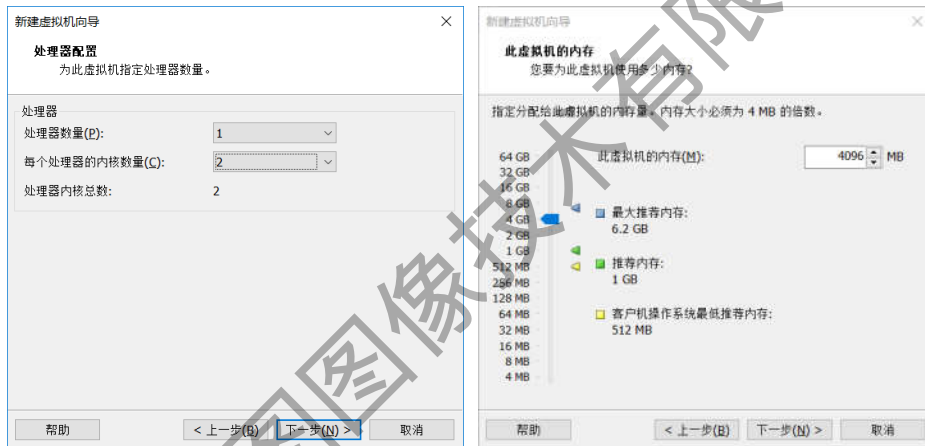 新建虚拟机向导
处理器配置
为此虚拟机指定处理器数量。
处理器
处理器数量(P):
1
每个处理器的内核数量(C):
2
处理器内核总数:
2
帮助
< 上一步(B)
下一步(N) >
取消
新建虚拟机向导
此虚拟机的内存
您要为此虚拟机使用多少内存?
指定分配给此虚拟机的内存量。内存大小必须为 4 MB 的倍数。
64 GB
32 GB
16 GB
8 GB
4 GB
2 GB
1 GB
512 MB
256 MB
128 MB
64 MB
32 MB
16 MB
8 MB
4 MB
此虚拟机的内存(M):
4096 MB
最大推荐内存:
6.2 GB
推荐内存:
1 GB
客户机操作系统最低推荐内存:
512 MB
帮助
< 上一步(B)
下一步(N) >
取消
图图像技术有限